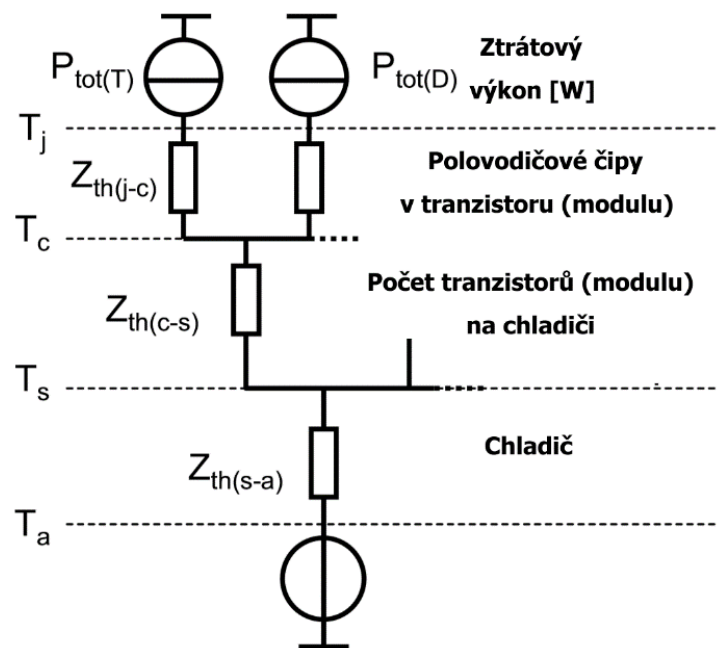 P_tot(T)
P_tot(D)
Ztrátový
výkon [W]
T_j
Z_th(j-c)
Polovodičové čipy
v tranzistoru (modulu)
T_c
Z_th(c-s)
Počet tranzistorů (modulu)
na chladiči
T_s
Z_th(s-a)
Chladič
T_a